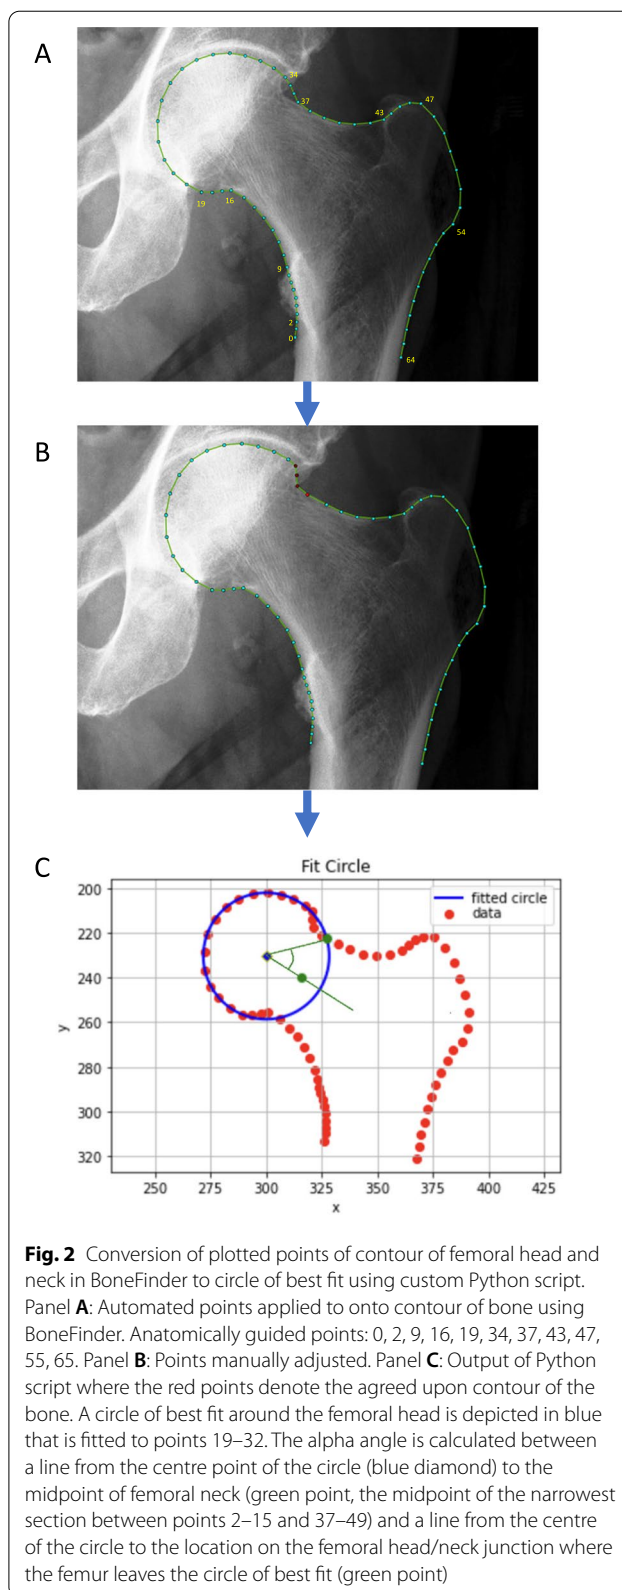 A
34
37
43
47
19
16
9
54
2
0
64
B
C
Fit Circle
fitted circle
data
200
220
240
260
280
300
320
y
250
275
300
325
350
375
400
425
x
Fig. 2 Conversion of plotted points of contour of femoral head and
neck in BoneFinder to circle of best fit using custom Python script.
Panel A: Automated points applied to onto contour of bone using
BoneFinder. Anatomically guided points: 0, 2, 9, 16, 19, 34, 37, 43, 47,
55, 65. Panel B: Points manually adjusted. Panel C: Output of Python
script where the red points denote the agreed upon contour of the
bone. A circle of best fit around the femoral head is depicted in blue
that is fitted to points 19–32. The alpha angle is calculated between
a line from the centre point of the circle (blue diamond) to the
midpoint of femoral neck (green point, the midpoint of the narrowest
section between points 2–15 and 37–49) and a line from the centre
of the circle to the location on the femoral head/neck junction where
the femur leaves the circle of best fit (green point)